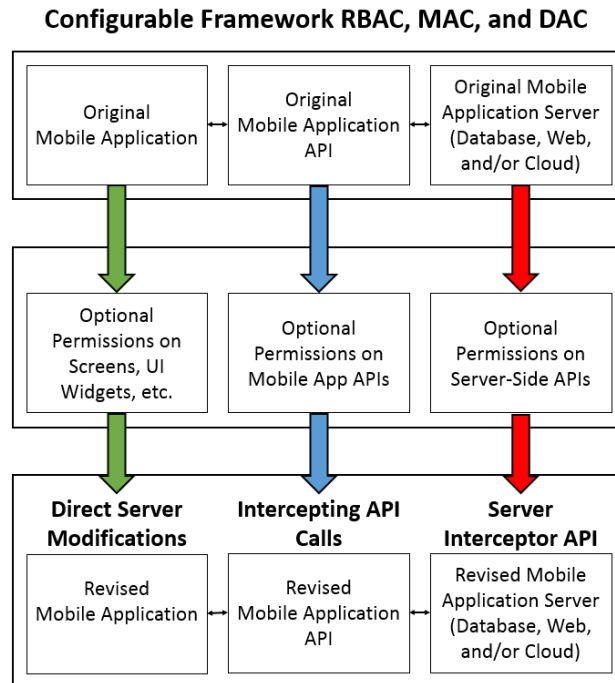 Configurable Framework RBAC, MAC, and DAC
Original
Mobile Application
Original
Mobile Application
API
Original Mobile
Application Server
(Database, Web,
and/or Cloud)
Optional
Permissions on
Screens, UI
Widgets, etc.
Optional
Permissions on
Mobile App APIs
Optional
Permissions on
Server-Side APIs
Direct Server
Modifications
Intercepting API
Calls
Server
Interceptor API
Revised
Mobile Application
Revised
Mobile Application
API
Revised Mobile
Application Server
(Database, Web,
and/or Cloud)